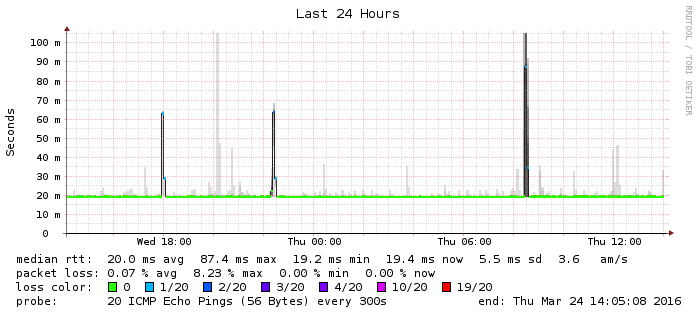 Last 24 Hours
RRDTOOL / TOBI OETIKER
Seconds
100 m
90 m
80 m
70 m
60 m
50 m
40 m
30 m
20 m
10 m
0
Wed 18:00 Thu 00:00 Thu 06:00 Thu 12:00
median rtt: 20.0 ms avg 87.4 ms max 19.2 ms min 19.4 ms now 5.5 ms sd 3.6 am/s
packet loss: 0.07 % avg 8.23 % max 0.00 % min 0.00 % now
loss color: 0 1/20 2/20 3/20 4/20 10/20 19/20
probe: 20 ICMP Echo Pings (56 Bytes) every 300s end: Thu Mar 24 14:05:08 2016